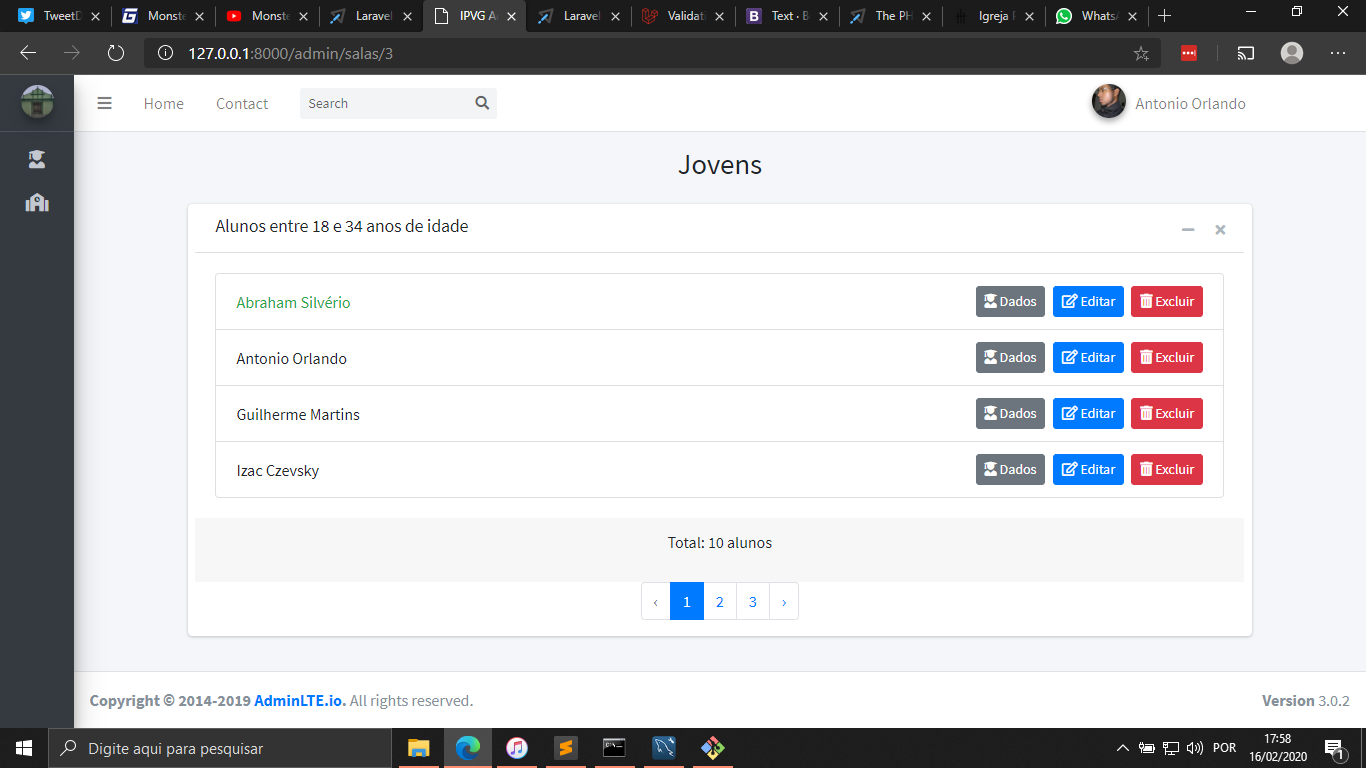 TweetD
Monste
Monste
Laravel
IPVG A
Laravel
Validat
Text · B
The PH
Igreja
Whats
127.0.0.1:8000/admin/salas/3
Home
Contact
Search
Antonio Orlando
Jovens
Alunos entre 18 e 34 anos de idade
Abraham Silvério Dados Editar Excluir
Antonio Orlando Dados Editar Excluir
Guilherme Martins Dados Editar Excluir
Izac Czevsky Dados Editar Excluir
Total: 10 alunos
‹ 1 2 3 ›
Copyright © 2014-2019 AdminLTE.io. All rights reserved.
Version 3.0.2
Digite aqui para pesquisar
POR
17:58
16/02/2020
1